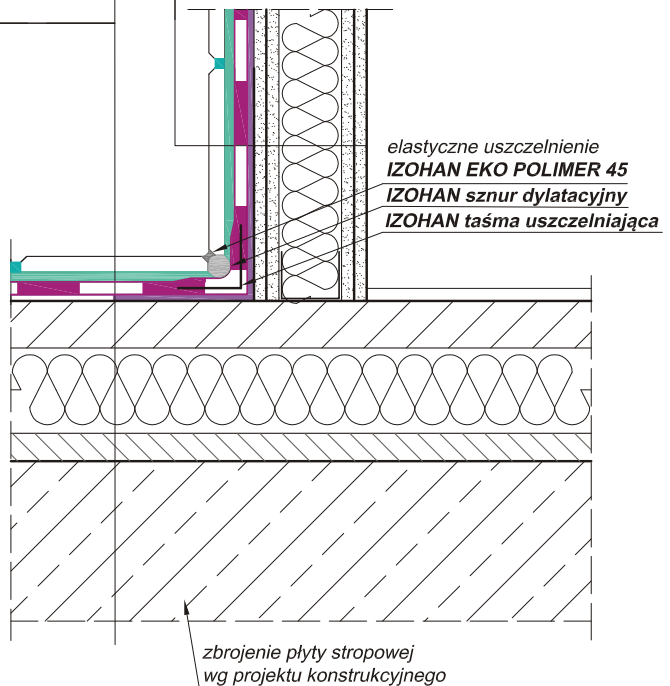 elastyczne uszczelnienie
IZOHAN EKO POLIMER 45
IZOHAN sznur dylatacyjny
IZOHAN taśma uszczelniająca
zbrojenie płyty stropowej
wg projektu konstrukcyjnego